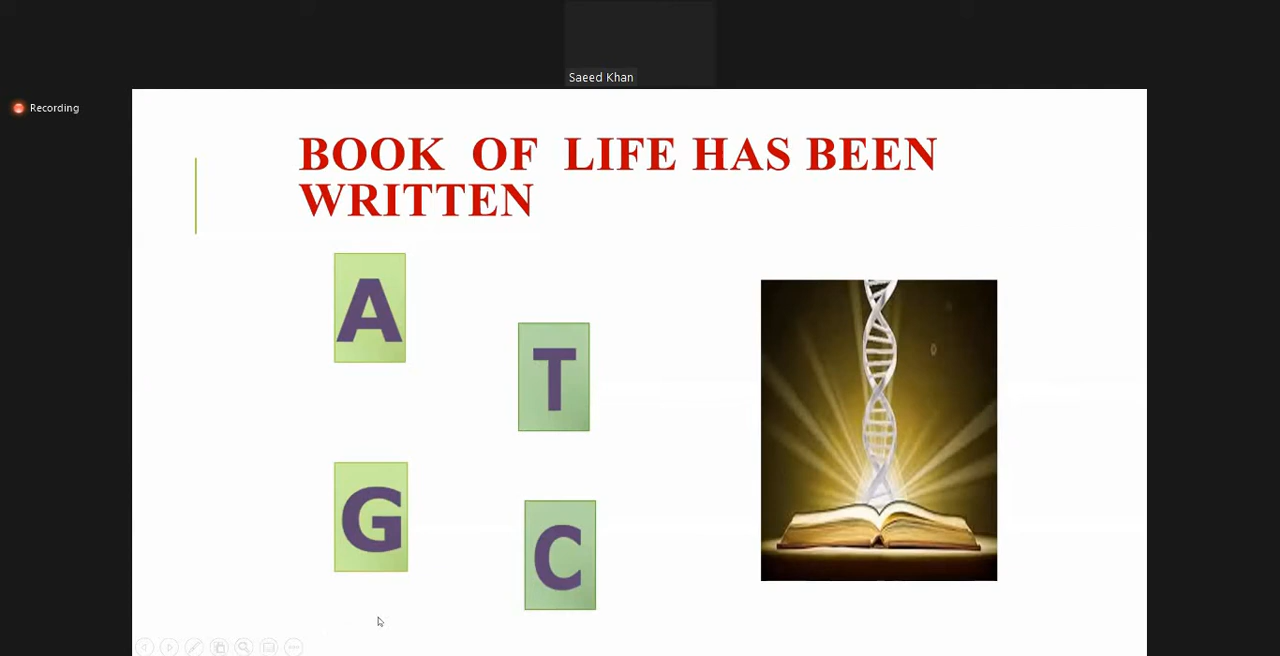 Saeed Khan
Recording
BOOK OF LIFE HAS BEEN
WRITTEN
A
T
G
C